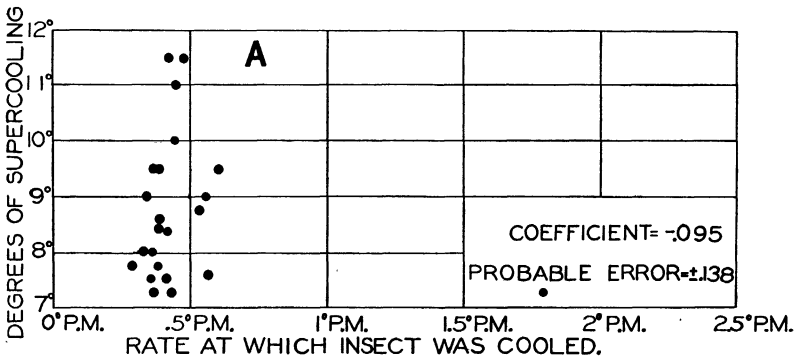 DEGREES OF SUPERCOOLING
12°
11°
10°
9°
8°
7°
A
COEFFICIENT= -.095
PROBABLE ERROR=±.138
0°P.M. .5°P.M. 1°P.M. 1.5°P.M. 2°P.M. 2.5°P.M.
RATE AT WHICH INSECT WAS COOLED.